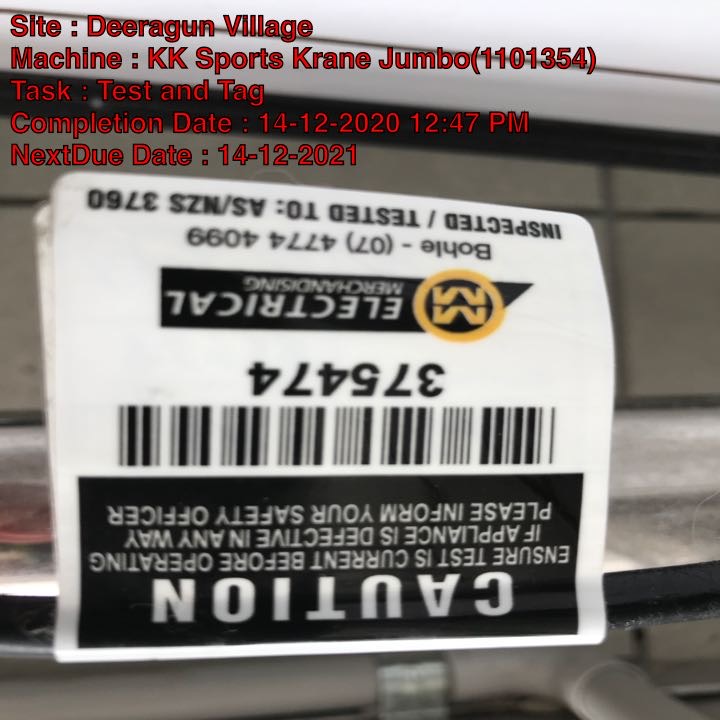 Site : Deeragun Village
Machine : KK Sports Krane Jumbo(1101354)
Task : Test and Tag
Completion Date : 14-12-2020 12:47 PM
NextDue Date : 14-12-2021
CAUTION
ENSURE TEST IS CURRENT BEFORE OPERATING
IF APPLIANCE IS DEFECTIVE IN ANY WAY
PLEASE INFORM YOUR SAFETY OFFICER
375474
MM ELECTRICAL
MERCHANDISING
Bohle - (07) 4774 4099
INSPECTED / TESTED TO: AS/NZS 3760